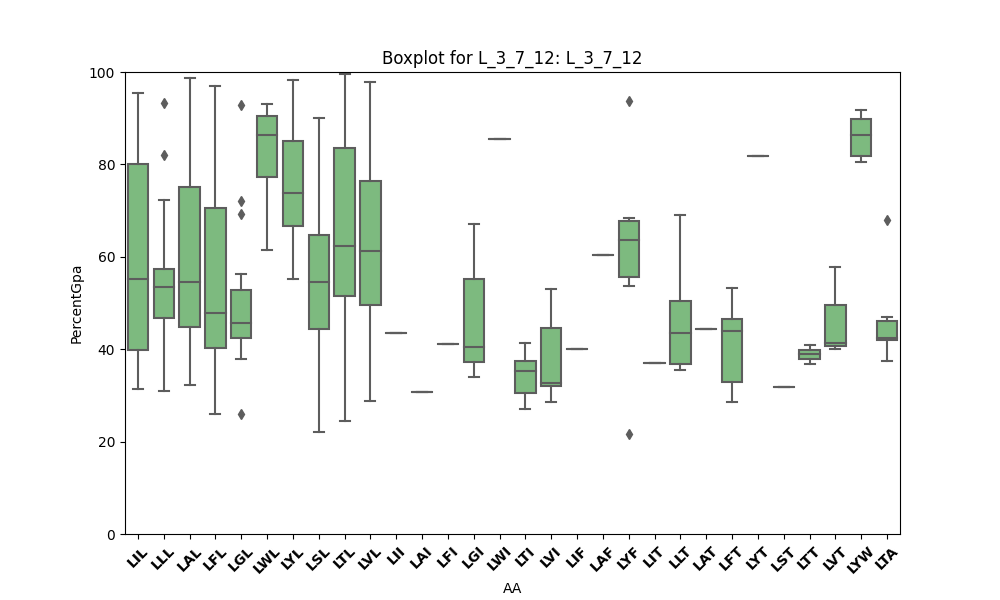 Boxplot for L_3_7_12: L_3_7_12
100
80
60
40
20
0
PercentGpa
LIL LLL LAL LFL LGL LWL LYL LSL LTL LVL LII LAI LFI LGI LWI LTI LVI LIF LAF LYF LIT LLT LAT LFT LYT LST LTT LVT LYW LTA
AA